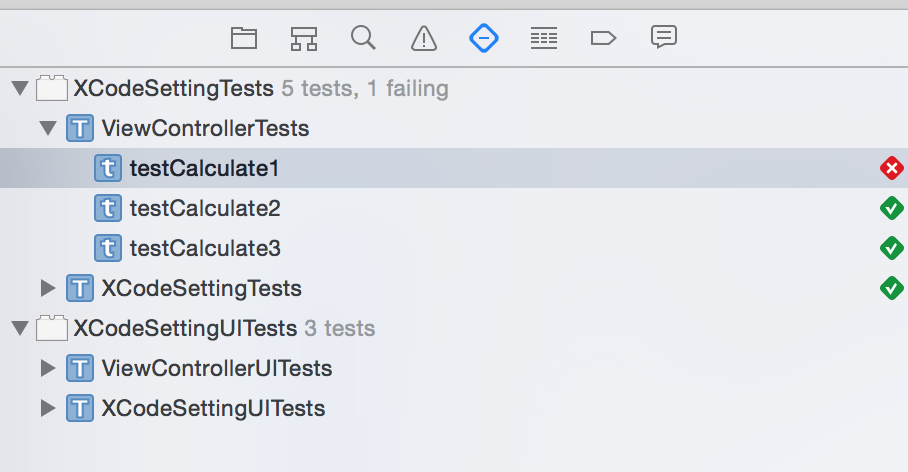 XCodeSettingTests 5 tests, 1 failing
T ViewControllerTests
t testCalculate1
t testCalculate2
t testCalculate3
T XCodeSettingTests
XCodeSettingUITests 3 tests
T ViewControllerUITests
T XCodeSettingUITests